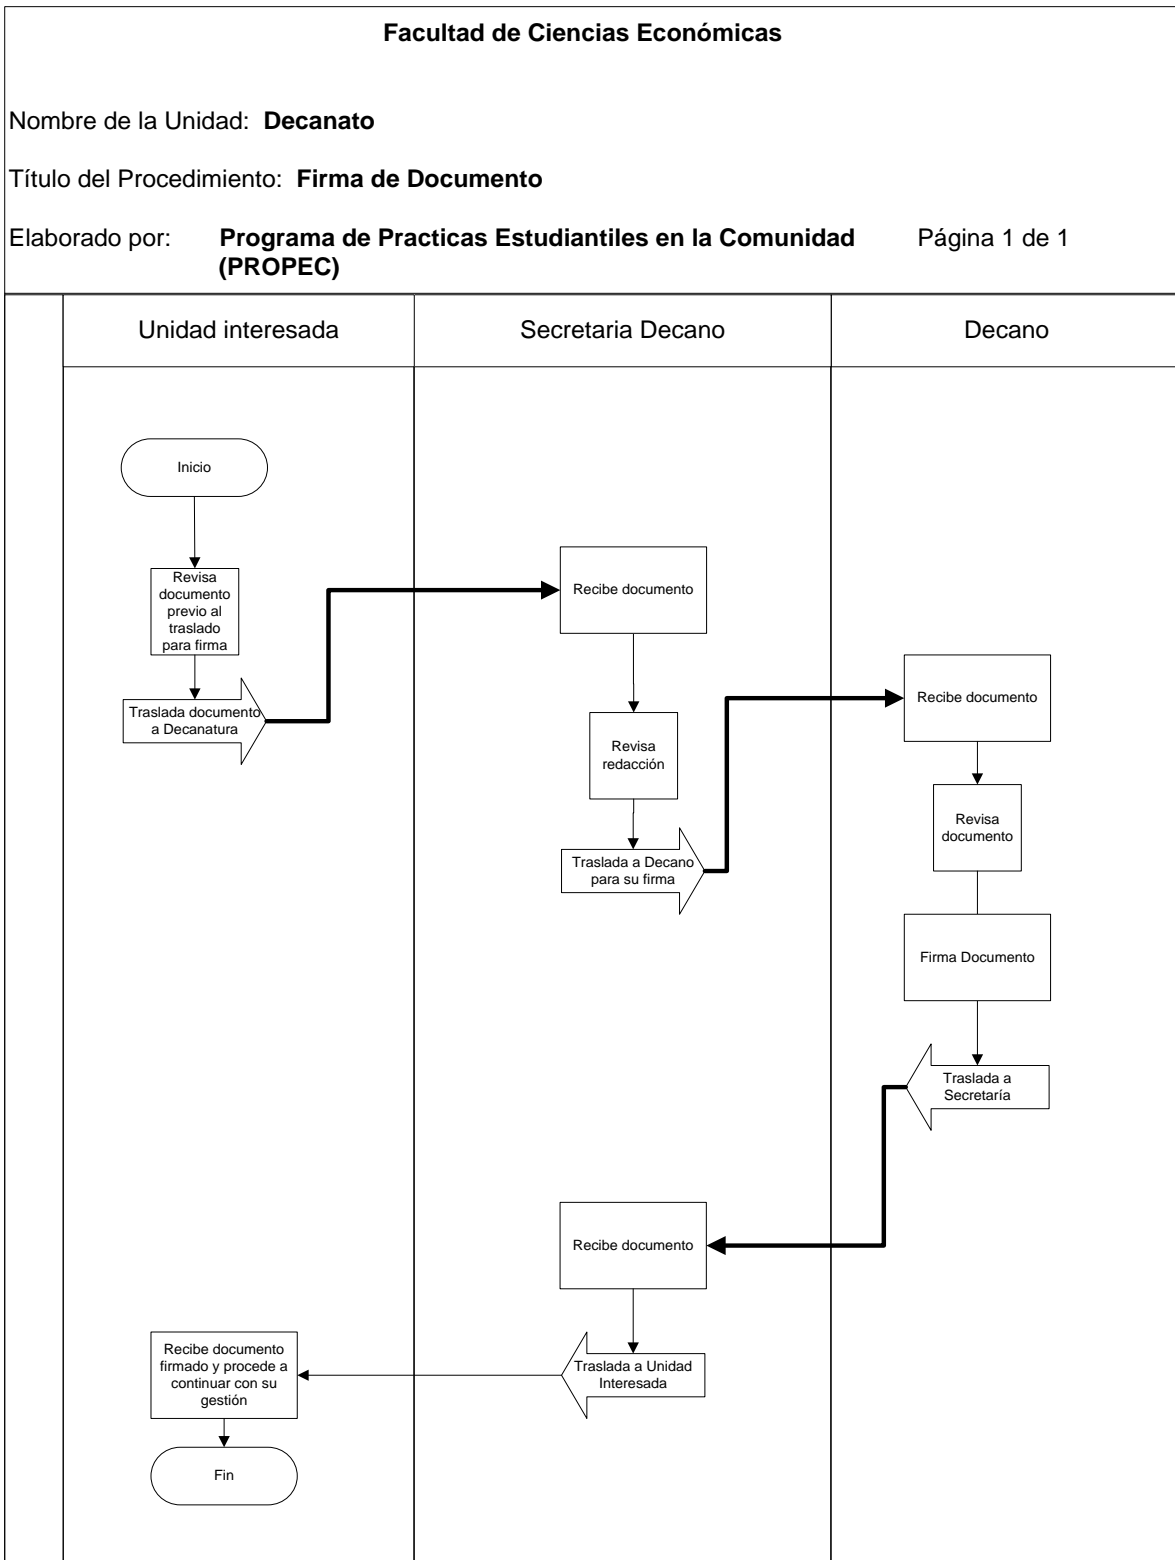 Facultad de Ciencias Económicas
Nombre de la Unidad: Decanato
Título del Procedimiento: Firma de Documento
Elaborado por: Programa de Practicas Estudiantiles en la Comunidad Página 1 de 1
(PROPEC)
Unidad interesada
Secretaria Decano
Decano
Inicio
Revisa
documento
previo al
traslado
para firma
Traslada documento
a Decanatura
Recibe documento
Revisa
redacción
Traslada a Decano
para su firma
Recibe documento
Revisa
documento
Firma Documento
Traslada a
Secretaría
Recibe documento
Traslada a Unidad
Interesada
Recibe documento
firmado y procede a
continuar con su
gestión
Fin